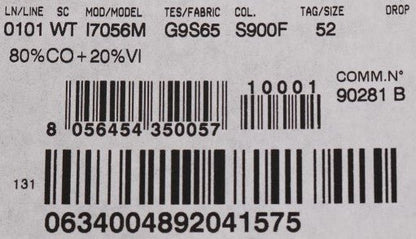 LN/LINE SC MOD/MODEL TES/FABRIC COL. TAG/SIZE DROP
0101 WT I7056M G9S65 S900F 52
80%CO+20%VI
COMM.N°
10001
90281 B
8 056454 350057
131
0634004892041575